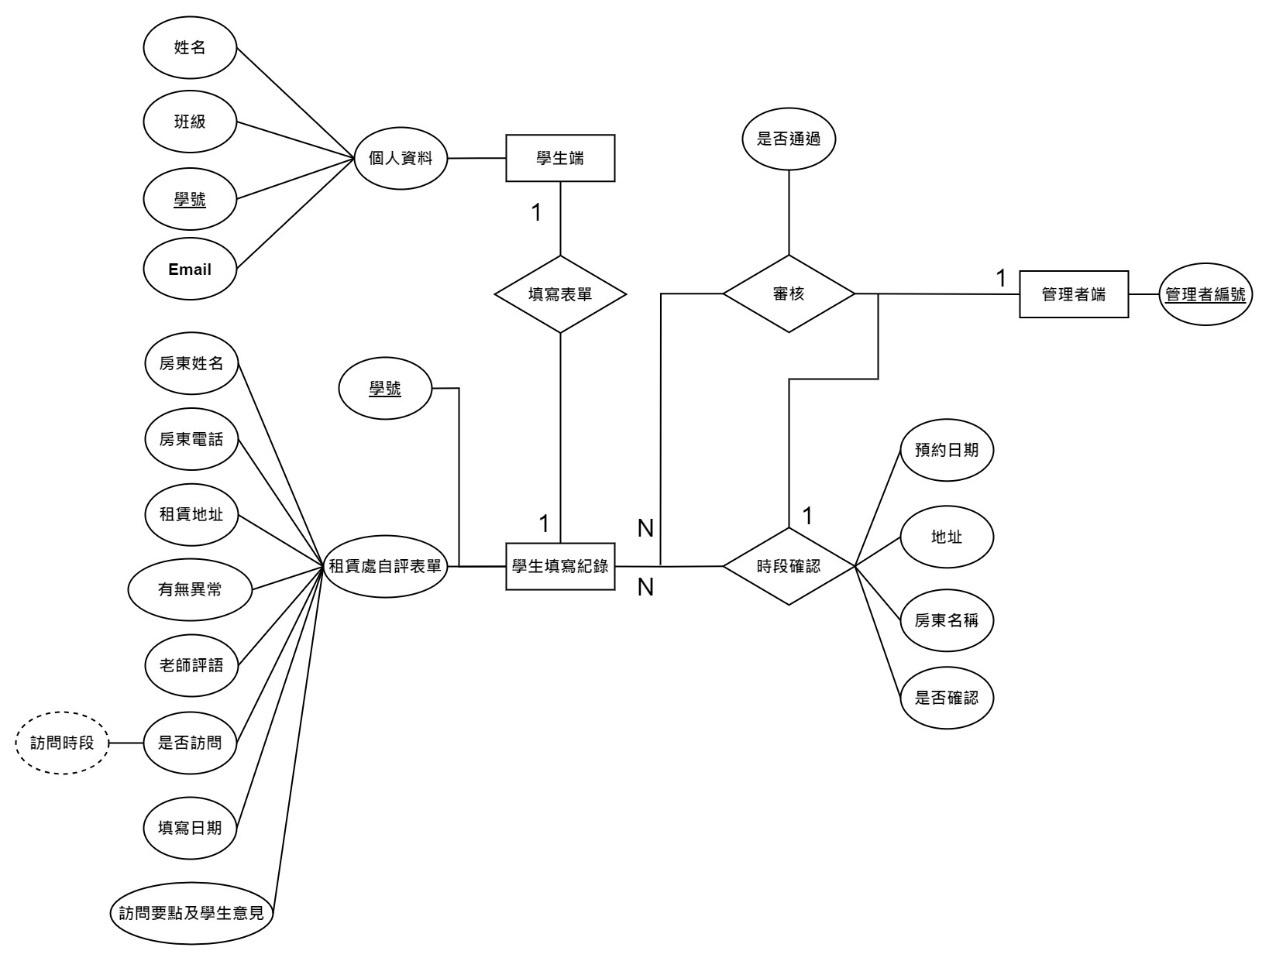 姓名
班級
學號
Email
個人資料
學生端
1
填寫表單
1
是否通過
審核
1
管理者端
管理者編號
房東姓名
房東電話
租賃地址
有無異常
老師評語
是否訪問
訪問時段
填寫日期
訪問要點及學生意見
學號
租賃處自評表單
學生填寫紀錄
N
N
1
時段確認
預約日期
地址
房東名稱
是否確認